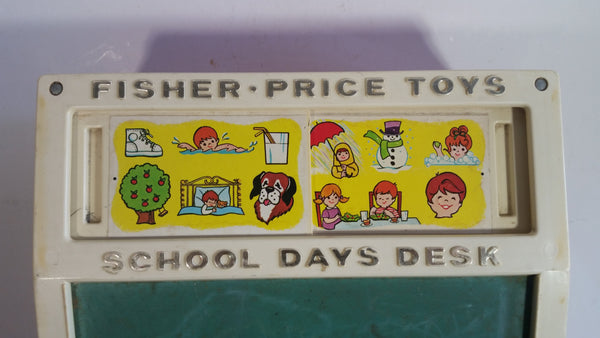 FISHER·PRICE TOYS
SCHOOL DAYS DESK